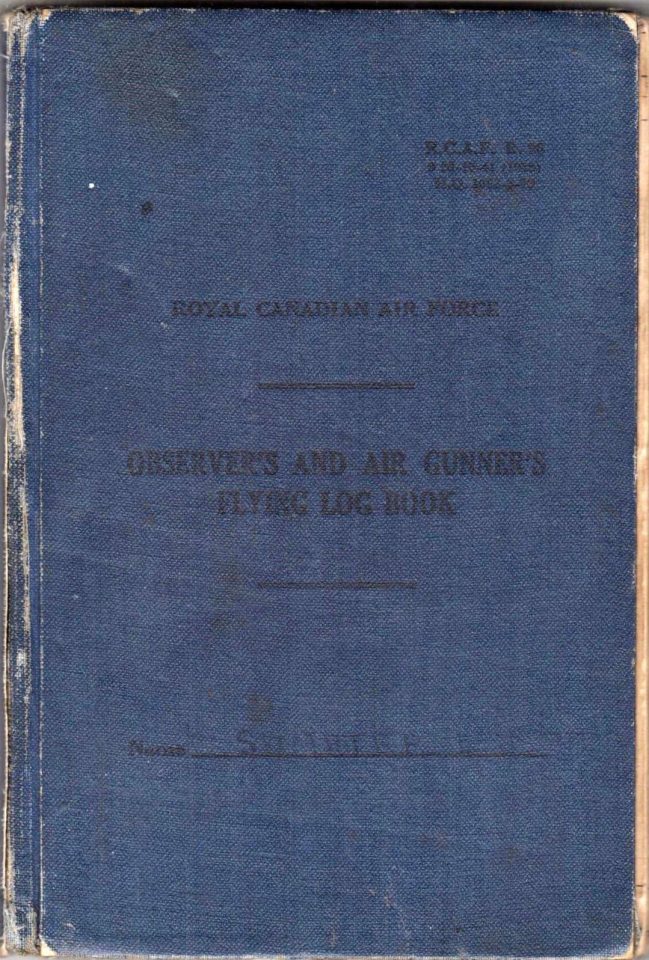 R.C.A.F. R. 96
ROYAL CANADIAN AIR FORCE
OBSERVER'S AND AIR GUNNER'S
FLYING LOG BOOK
Name